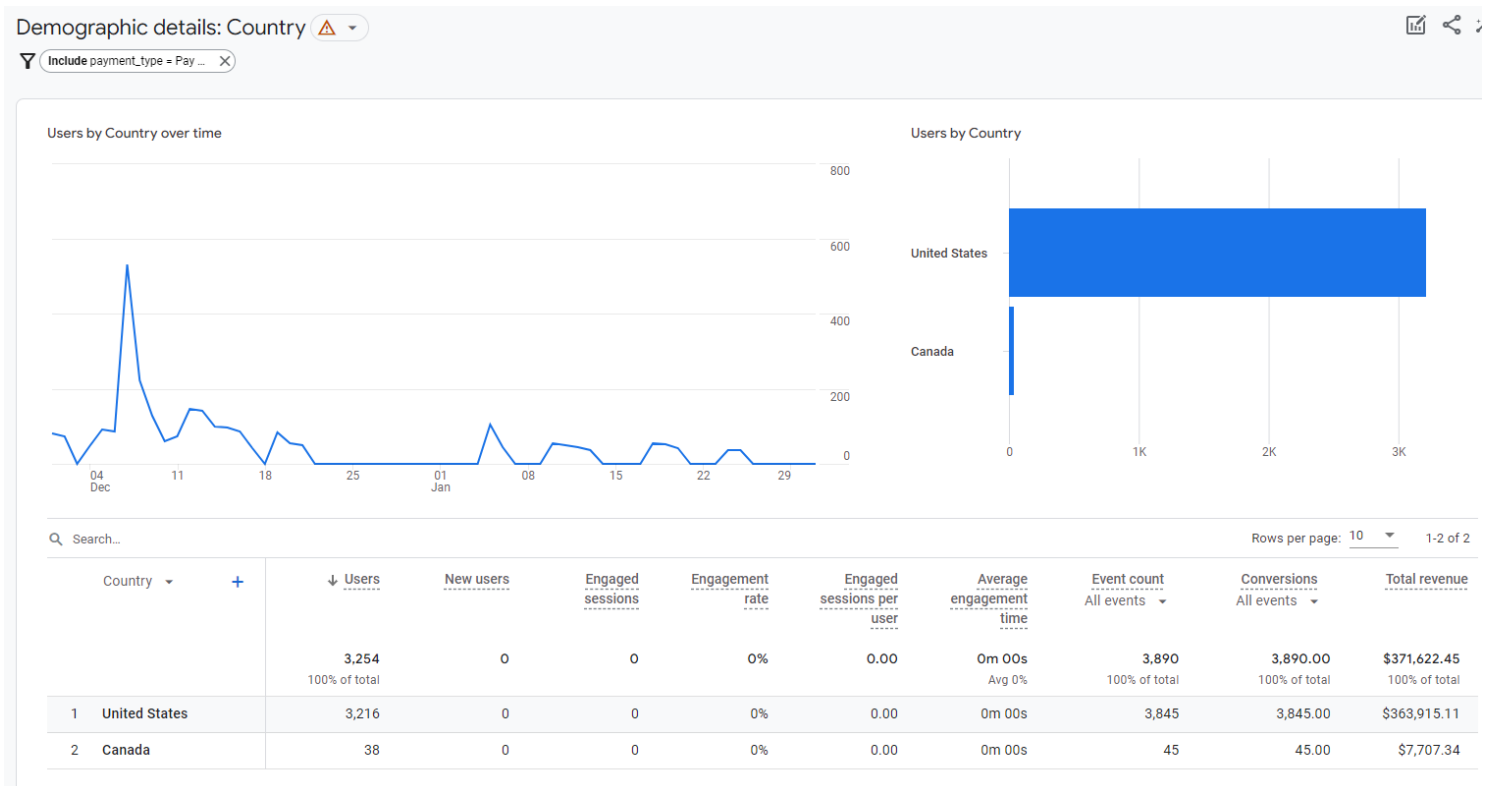 Demographic details: Country
Include payment_type = Pay ...
Users by Country over time
800
600
400
200
0
04
Dec
11
18
25
01
Jan
08
15
22
29
Users by Country
United States
Canada
0
1K
2K
3K
Search...
Rows per page: 10
1-2 of 2
Country
+
Users
New users
Engaged
sessions
Engagement
rate
Engaged
sessions per
user
Average
engagement
time
Event count
All events
Conversions
All events
Total revenue
3,254 0 0 0% 0.00 0m 00s 3,890 3,890.00 $371,622.45
100% of total Avg 0% 100% of total 100% of total 100% of total
1 United States 3,216 0 0 0% 0.00 0m 00s 3,845 3,845.00 $363,915.11
2 Canada 38 0 0 0% 0.00 0m 00s 45 45.00 $7,707.34